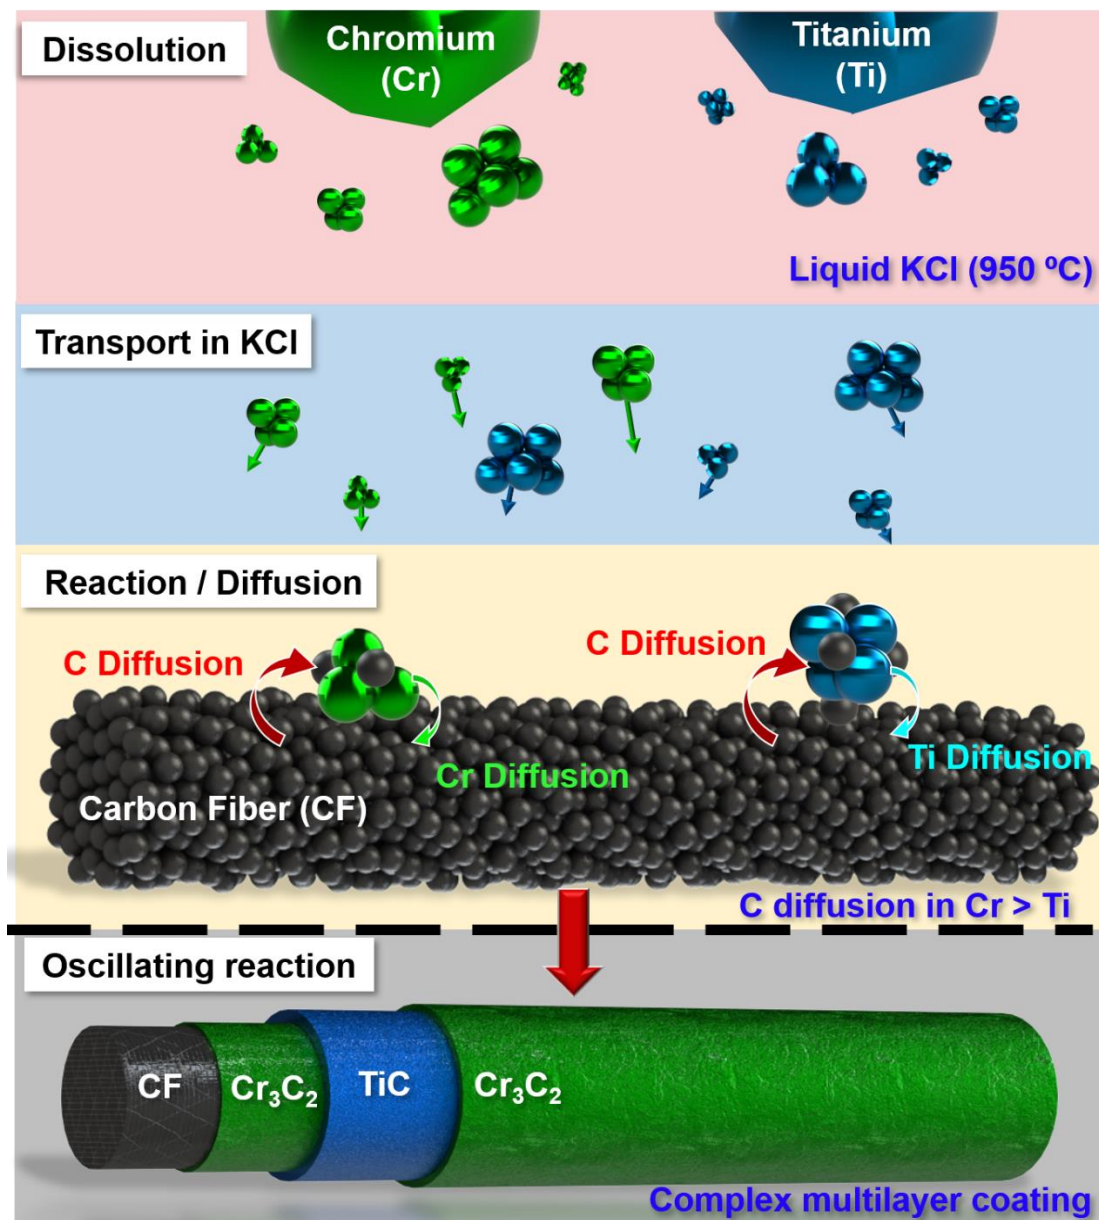 Dissolution
Chromium
(Cr)
Titanium
(Ti)
Liquid KCl (950 ºC)
Transport in KCl
Reaction / Diffusion
C Diffusion
C Diffusion
Cr Diffusion
Ti Diffusion
Carbon Fiber (CF)
C diffusion in Cr > Ti
Oscillating reaction
CF
Cr₃C₂
TiC
Cr₃C₂
Complex multilayer coating